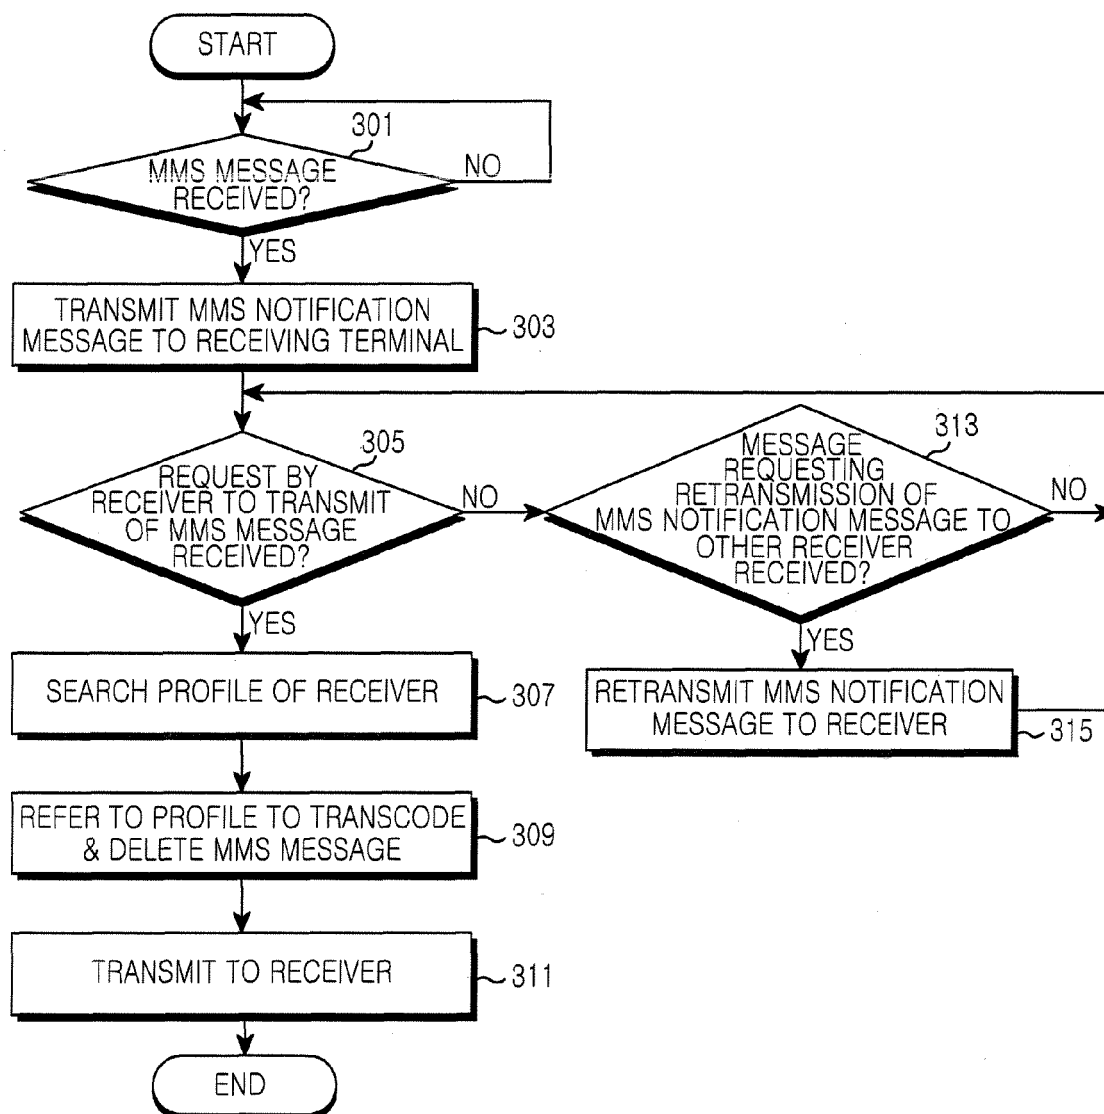 START
301
MMS MESSAGE
RECEIVED?
NO
YES
TRANSMIT MMS NOTIFICATION
MESSAGE TO RECEIVING TERMINAL
303
305
REQUEST BY
RECEIVER TO TRANSMIT
OF MMS MESSAGE
RECEIVED?
NO
YES
313
MESSAGE
REQUESTING
RETRANSMISSION OF
MMS NOTIFICATION MESSAGE TO
OTHER RECEIVER
RECEIVED?
NO
YES
SEARCH PROFILE OF RECEIVER
307
RETRANSMIT MMS NOTIFICATION
MESSAGE TO RECEIVER
315
REFER TO PROFILE TO TRANSCODE
& DELETE MMS MESSAGE
309
TRANSMIT TO RECEIVER
311
END